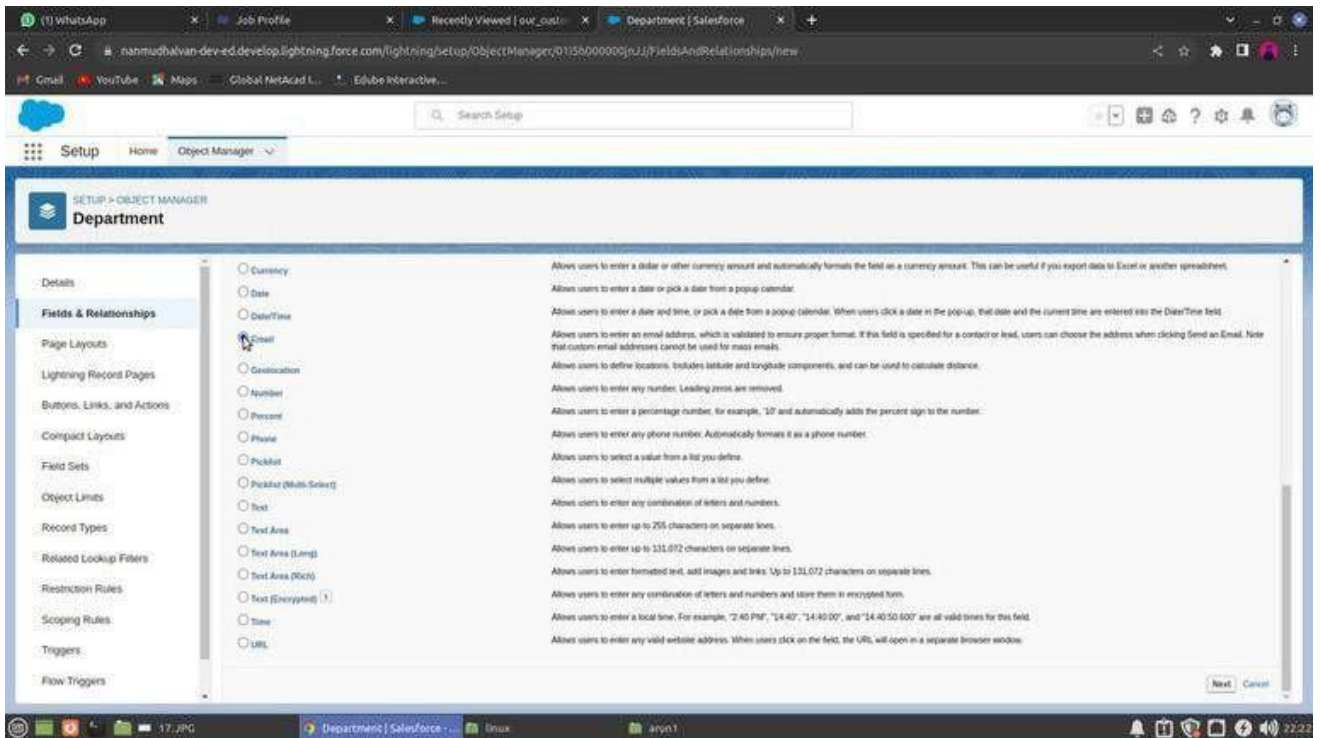 (1) WhatsApp
Job Profile
Recently Viewed | our_custo
Department | Salesforce
nanmudhalvan-dev-ed.develop.lightning.force.com/lightning/setup/ObjectManager/01I5h000000jnJJ/FieldsAndRelationships/new
Gmail YouTube Maps Global NetAcad L... Edube Interactive...
Search Setup
Setup Home Object Manager
SETUP > OBJECT MANAGER
Department
Details
Fields & Relationships
Page Layouts
Lightning Record Pages
Buttons, Links, and Actions
Compact Layouts
Field Sets
Object Limits
Record Types
Related Lookup Filters
Restriction Rules
Scoping Rules
Triggers
Flow Triggers
Currency Allows users to enter a dollar or other currency amount and automatically formats the field as a currency amount. This can be useful if you export data to Excel or another spreadsheet.
Date Allows users to enter a date or pick a date from a popup calendar.
Date/Time Allows users to enter a date and time, or pick a date from a popup calendar. When users click a date in the pop-up, that date and the current time are entered into the Date/Time field.
Email Allows users to enter an email address, which is validated to ensure proper format. If this field is specified for a contact or lead, users can choose the address when clicking Send an Email. Note
that custom email addresses cannot be used for mass emails.
Geolocation Allows users to define locations. Includes latitude and longitude components, and can be used to calculate distance.
Number Allows users to enter any number. Leading zeros are removed.
Percent Allows users to enter a percentage number, for example, '10' and automatically adds the percent sign to the number.
Phone Allows users to enter any phone number. Automatically formats it as a phone number.
Picklist Allows users to select a value from a list you define.
Picklist (Multi-Select) Allows users to select multiple values from a list you define.
Text Allows users to enter any combination of letters and numbers.
Text Area Allows users to enter up to 255 characters on separate lines.
Text Area (Long) Allows users to enter up to 131,072 characters on separate lines.
Text Area (Rich) Allows users to enter formatted text, add images and links. Up to 131,072 characters on separate lines.
Text (Encrypted) Allows users to enter any combination of letters and numbers and store them in encrypted form.
Time Allows users to enter a local time. For example, "2:40 PM", "14:40", "14:40:00", and "14:40:50.600" are all valid times for this field.
URL Allows users to enter any valid website address. When users click on the field, the URL will open in a separate browser window.
Next Cancel
17.JPG Department | Salesforce - ... linux arun1 22:22